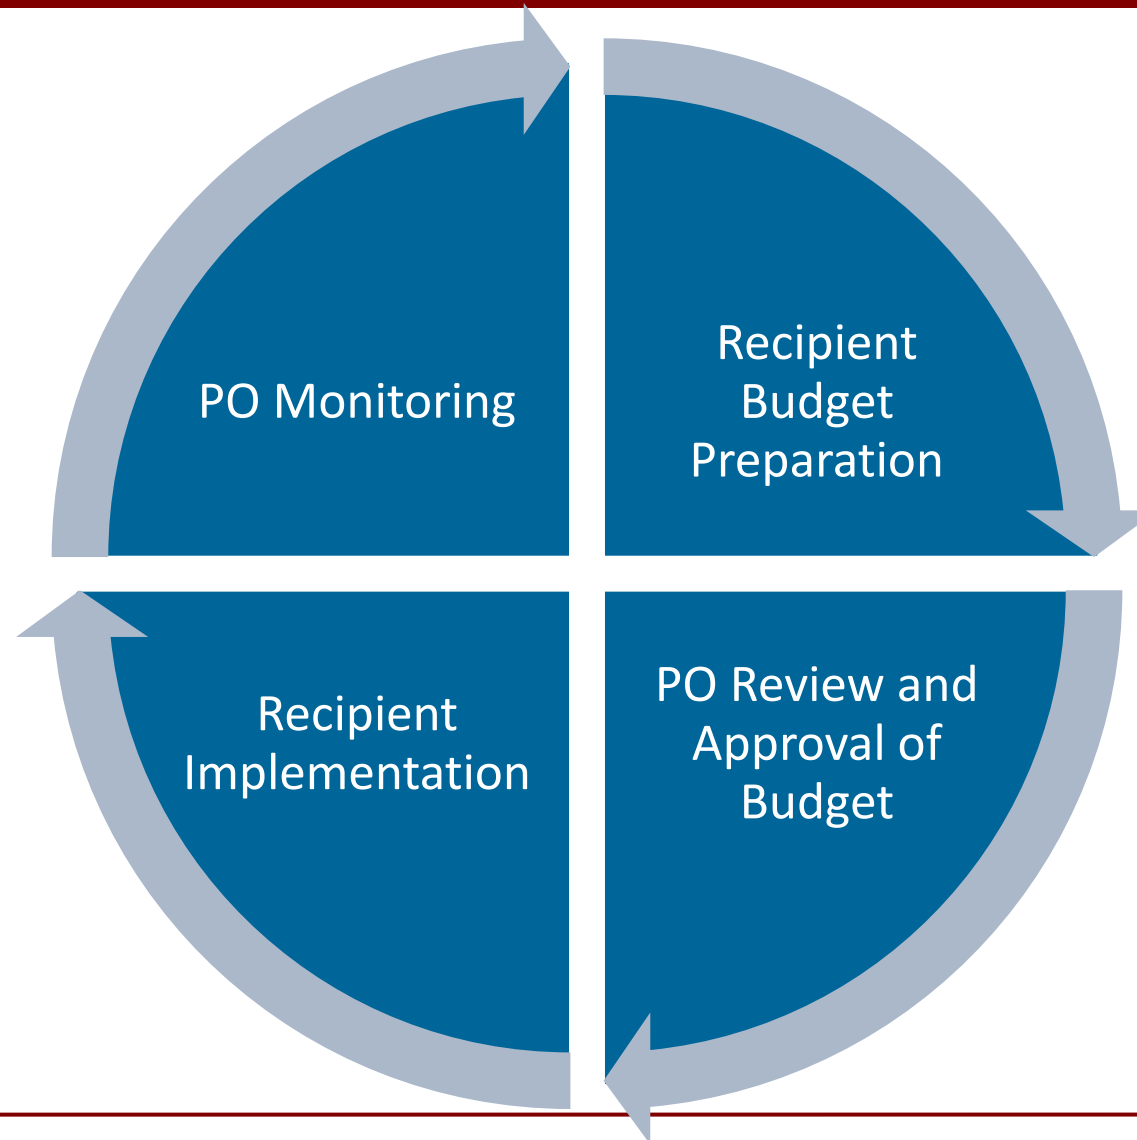 PO Monitoring
Recipient
Budget
Preparation
Recipient
Implementation
PO Review and
Approval of
Budget